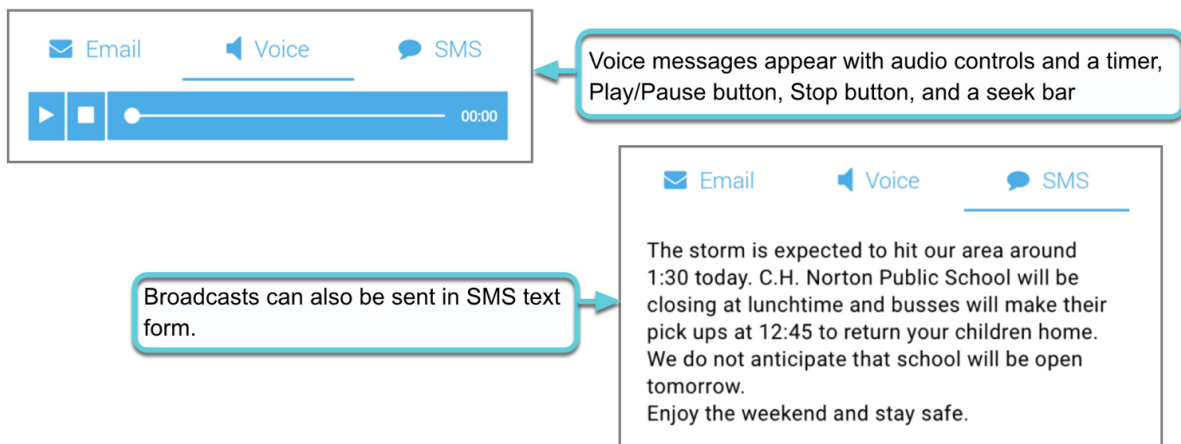 Email Voice SMS
00:00
Voice messages appear with audio controls and a timer,
Play/Pause button, Stop button, and a seek bar
Email Voice SMS
The storm is expected to hit our area around
1:30 today. C.H. Norton Public School will be
closing at lunchtime and busses will make their
pick ups at 12:45 to return your children home.
We do not anticipate that school will be open
tomorrow.
Enjoy the weekend and stay safe.
Broadcasts can also be sent in SMS text
form.